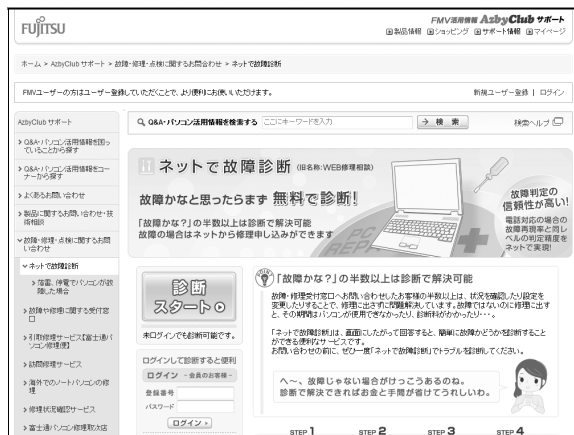 FUJITSU
FMV活用情報 AzbyClub サポート
製品情報 ショッピング サポート情報 マイページ
ホーム > AzbyClub サポート > 故障・修理・点検に関するお問合わせ > ネットで故障診断
FMVユーザーの方はユーザー登録していただくことで、より便利にお使いいただけます。
新規ユーザー登録 | ログイン
AzbyClub サポート
Q&A・パソコン活用情報を困っていることから探す
Q&A・パソコン活用情報をコーナーから探す
よくあるお問い合わせ
製品に関するお問い合わせ・技術相談
故障・修理・点検に関するお問い合わせ
ネットで故障診断
落雷、停電でパソコンが故障した場合
故障や修理に関する受付窓口
引取修理サービス【富士通パソコン修理便】
訪問修理サービス
海外でのノートパソコンの修理
修理状況確認サービス
富士通パソコン修理取次店
Q&A・パソコン活用情報を検索する
ここにキーワードを入力
検 索
検索ヘルプ
ネットで故障診断 (旧名称:WEB修理相談)
故障かなと思ったらまず 無料で診断!
「故障かな?」の半数以上は診断で解決可能
故障の場合はネットから修理申し込みができます
PC
REP
故障判定の
信頼性が高い!
電話対応の場合の
故障再現率と同レ
ベルの判定精度を
ネットで実現!
診断
スタート
未ログインでも診断可能です。
ログインして診断すると便利
ログイン -会員のお客様-
登録番号
パスワード
ログイン
「故障かな?」の半数以上は診断で解決可能
故障・修理受付窓口へお問い合わせしたお客様の半数以上は、状況を確認したり設定を
変更したりすることで、修理に出さずに問題解決しています。故障ではないのに修理に出す
と、その期間はパソコンが使用できなかったり、診断料がかかったり・・・。
「ネットで故障診断」は、画面にしたがって回答すると、簡単に故障かどうかを診断すること
ができる便利なサービスです。
お問い合わせの前に、ぜひ一度「ネットで故障診断」でトラブルを診断してください。
へ〜、故障じゃない場合がけっこうあるのね。
診断で解決できればお金と手間が省けてうれしいわ。
STEP 1 STEP 2 STEP 3 STEP 4